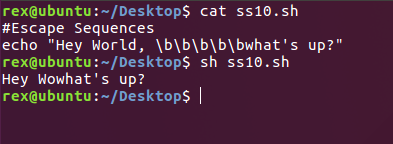 rex@ubuntu:~/Desktop$ cat ss10.sh
#Escape Sequences
echo "Hey World, \b\b\b\b\bwhat's up?"
rex@ubuntu:~/Desktop$ sh ss10.sh
Hey Wowhat's up?
rex@ubuntu:~/Desktop$